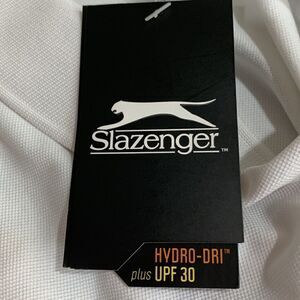 Slazenger™
HYDRO-DRI™
plus UPF 30